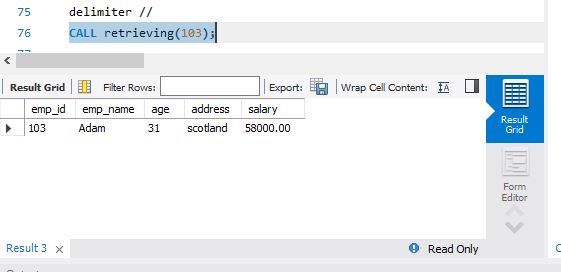 75 delimiter //
76 CALL retrieving(103);
Result Grid Filter Rows: Export: Wrap Cell Content:
emp_id emp_name age address salary
103 Adam 31 scotland 58000.00
Result
Grid
Form
Editor
Result 3 × Read Only